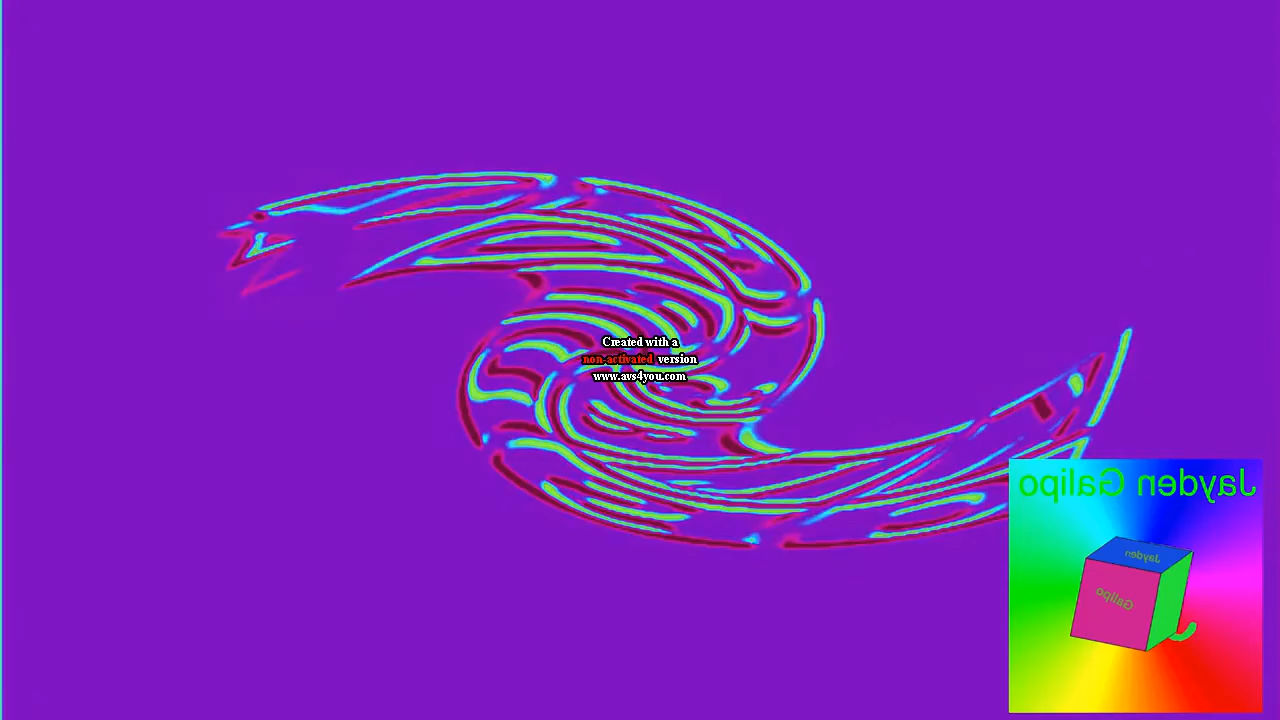 Created with a
non-activated version
www.avs4you.com
Jayden Galipo
Jayden
Galipo